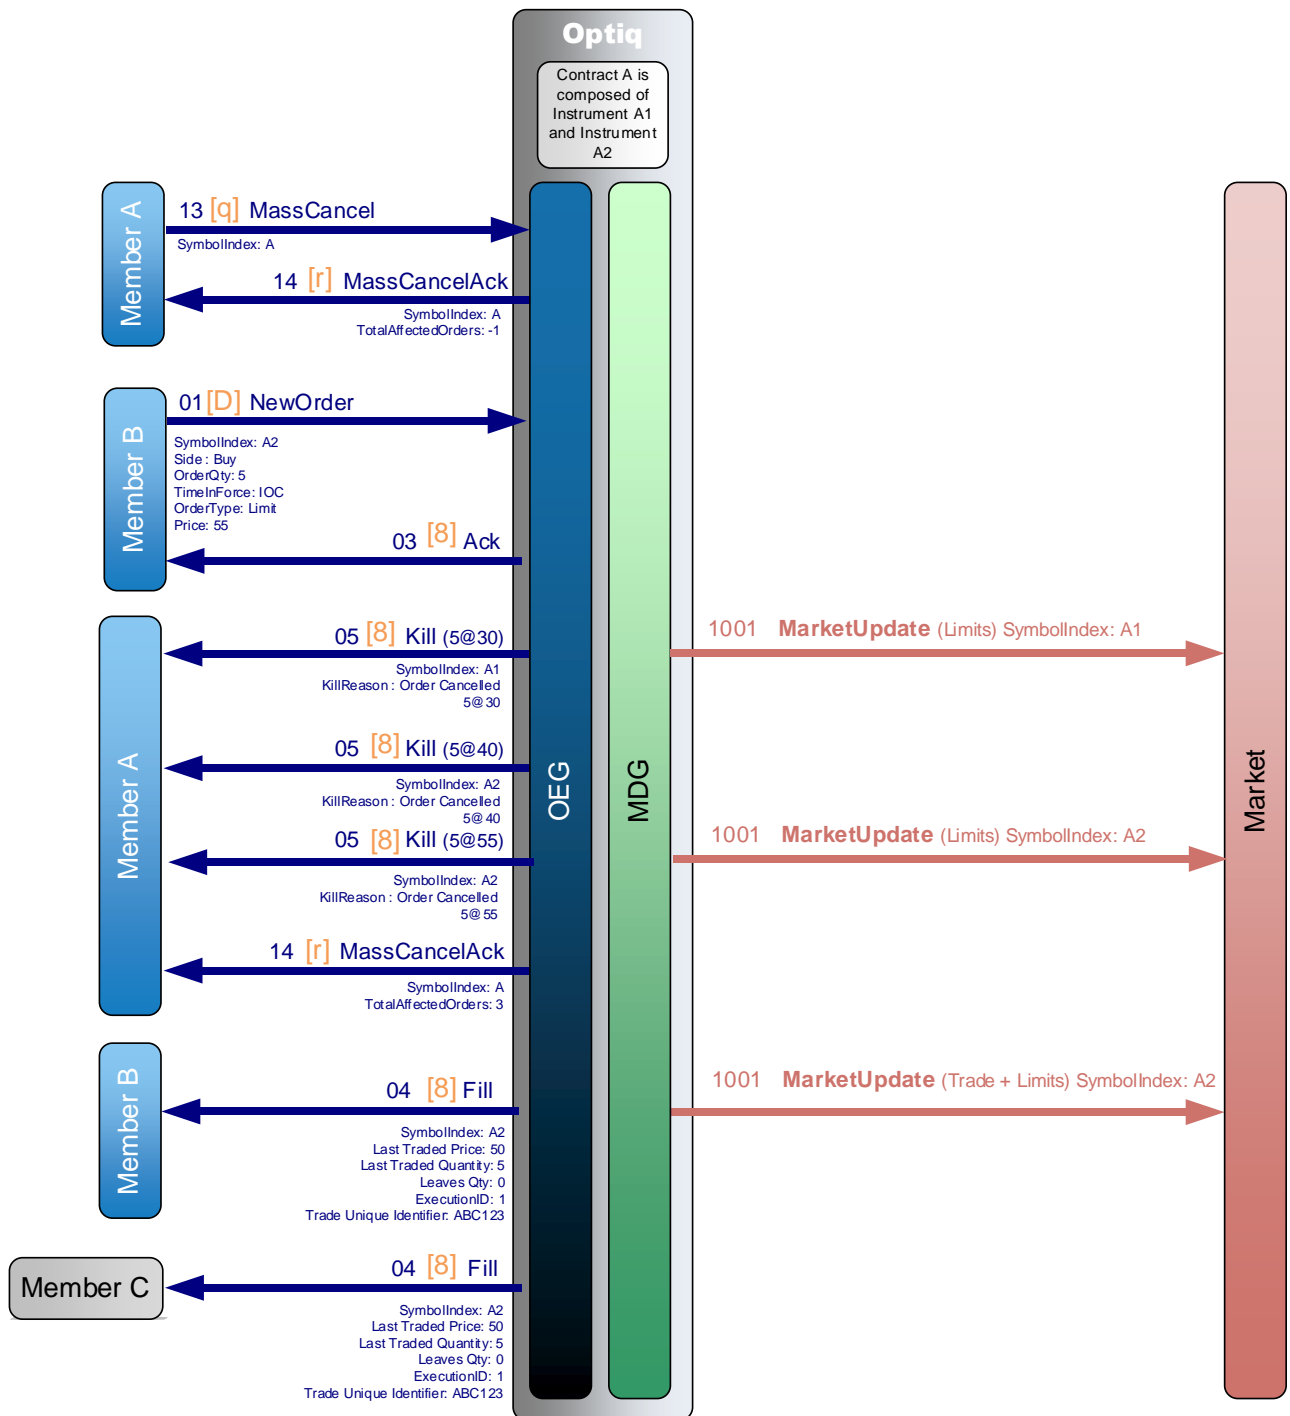 Optiq
Contract A is
composed of
Instrument A1
and Instrument
A2
Member A
13 [q] MassCancel
SymbolIndex: A
14 [r] MassCancelAck
SymbolIndex: A
TotalAffectedOrders: -1
Member B
01 [D] NewOrder
SymbolIndex: A2
Side : Buy
OrderQty: 5
TimeInForce: IOC
OrderType: Limit
Price: 55
03 [8] Ack
Member A
05 [8] Kill (5@30)
SymbolIndex: A1
KillReason : Order Cancelled
5@30
1001 MarketUpdate (Limits) SymbolIndex: A1
05 [8] Kill (5@40)
SymbolIndex: A2
KillReason : Order Cancelled
5@40
OEG
MDG
Market
05 [8] Kill (5@55)
SymbolIndex: A2
KillReason : Order Cancelled
5@55
1001 MarketUpdate (Limits) SymbolIndex: A2
14 [r] MassCancelAck
SymbolIndex: A
TotalAffectedOrders: 3
Member B
04 [8] Fill
SymbolIndex: A2
Last Traded Price: 50
Last Traded Quantity: 5
Leaves Qty: 0
ExecutionID: 1
Trade Unique Identifier: ABC123
1001 MarketUpdate (Trade + Limits) SymbolIndex: A2
Member C
04 [8] Fill
SymbolIndex: A2
Last Traded Price: 50
Last Traded Quantity: 5
Leaves Qty: 0
ExecutionID: 1
Trade Unique Identifier: ABC123